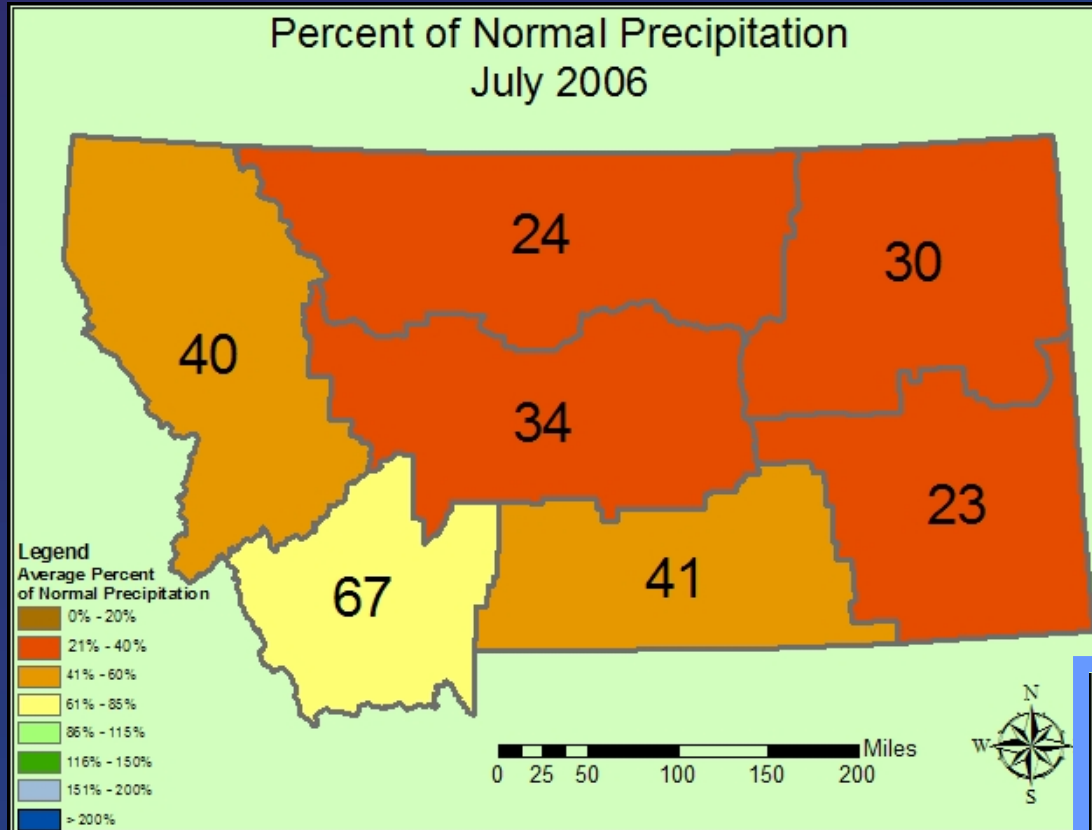 Percent of Normal Precipitation
July 2006
24
30
40
34
23
41
67
Legend
Average Percent
of Normal Precipitation
0% - 20%
21% - 40%
41% - 60%
61% - 85%
86% - 115%
116% - 150%
151% - 200%
> 200%
Miles
0 25 50 100 150 200
N
W
S